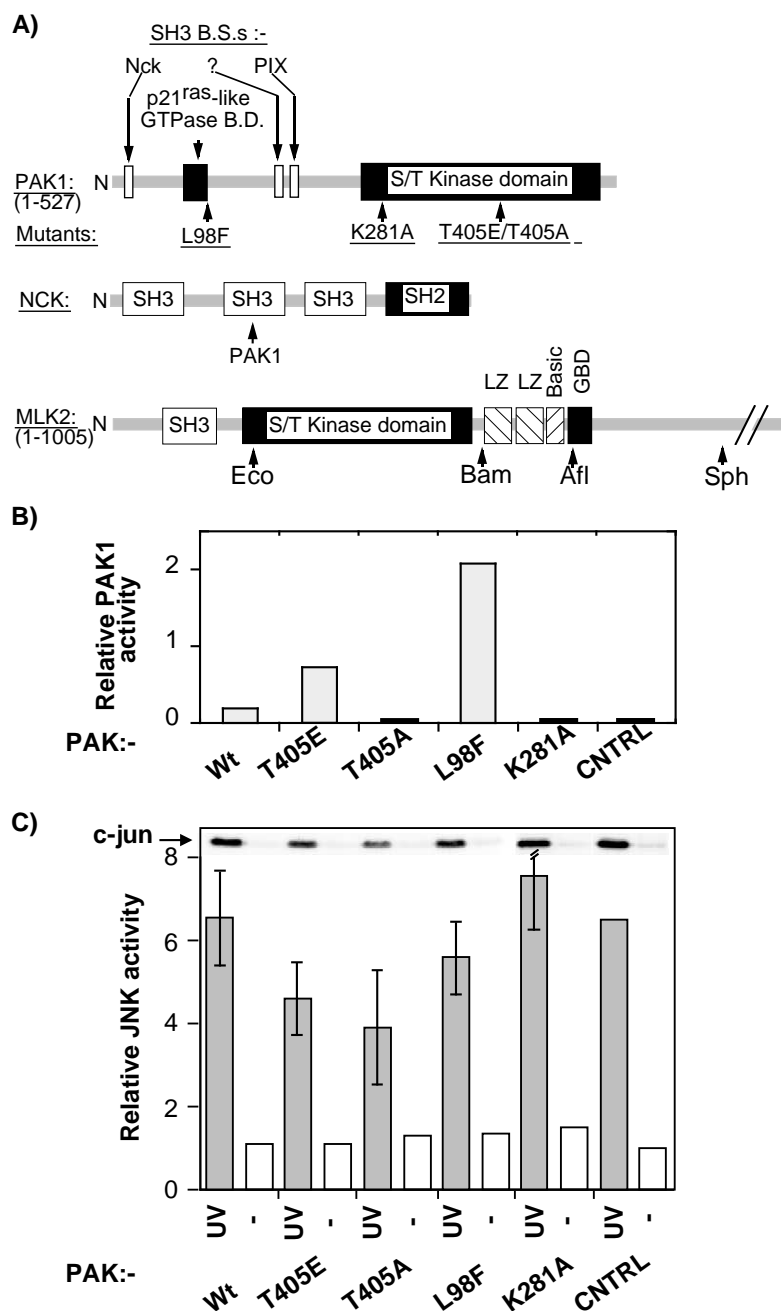 A)
SH3 B.S.s :-
Nck ? PIX
p21ras-like
GTPase B.D.
PAK1: N S/T Kinase domain
(1-527)
Mutants: L98F K281A T405E/T405A
NCK: N SH3 SH3 SH3 SH2
PAK1
LZ LZ Basic GBD
MLK2: N SH3 S/T Kinase domain
(1-1005)
Eco Bam Afl Sph
B)
Relative PAK1
activity
2
1
0
PAK:- Wt T405E T405A L98F K281A CNTRL
C)
c-jun
Relative JNK activity
8
6
4
2
0
UV - UV - UV - UV - UV - UV -
PAK:- Wt T405E T405A L98F K281A CNTRL